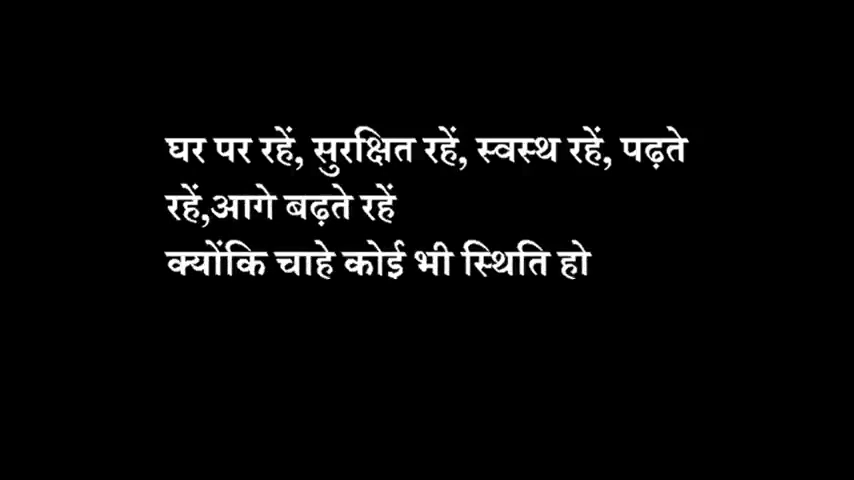 घर पर रहें, सुरक्षित रहें, स्वस्थ रहें, पढ़ते
रहें,आगे बढ़ते रहें
क्योंकि चाहे कोई भी स्थिति हो